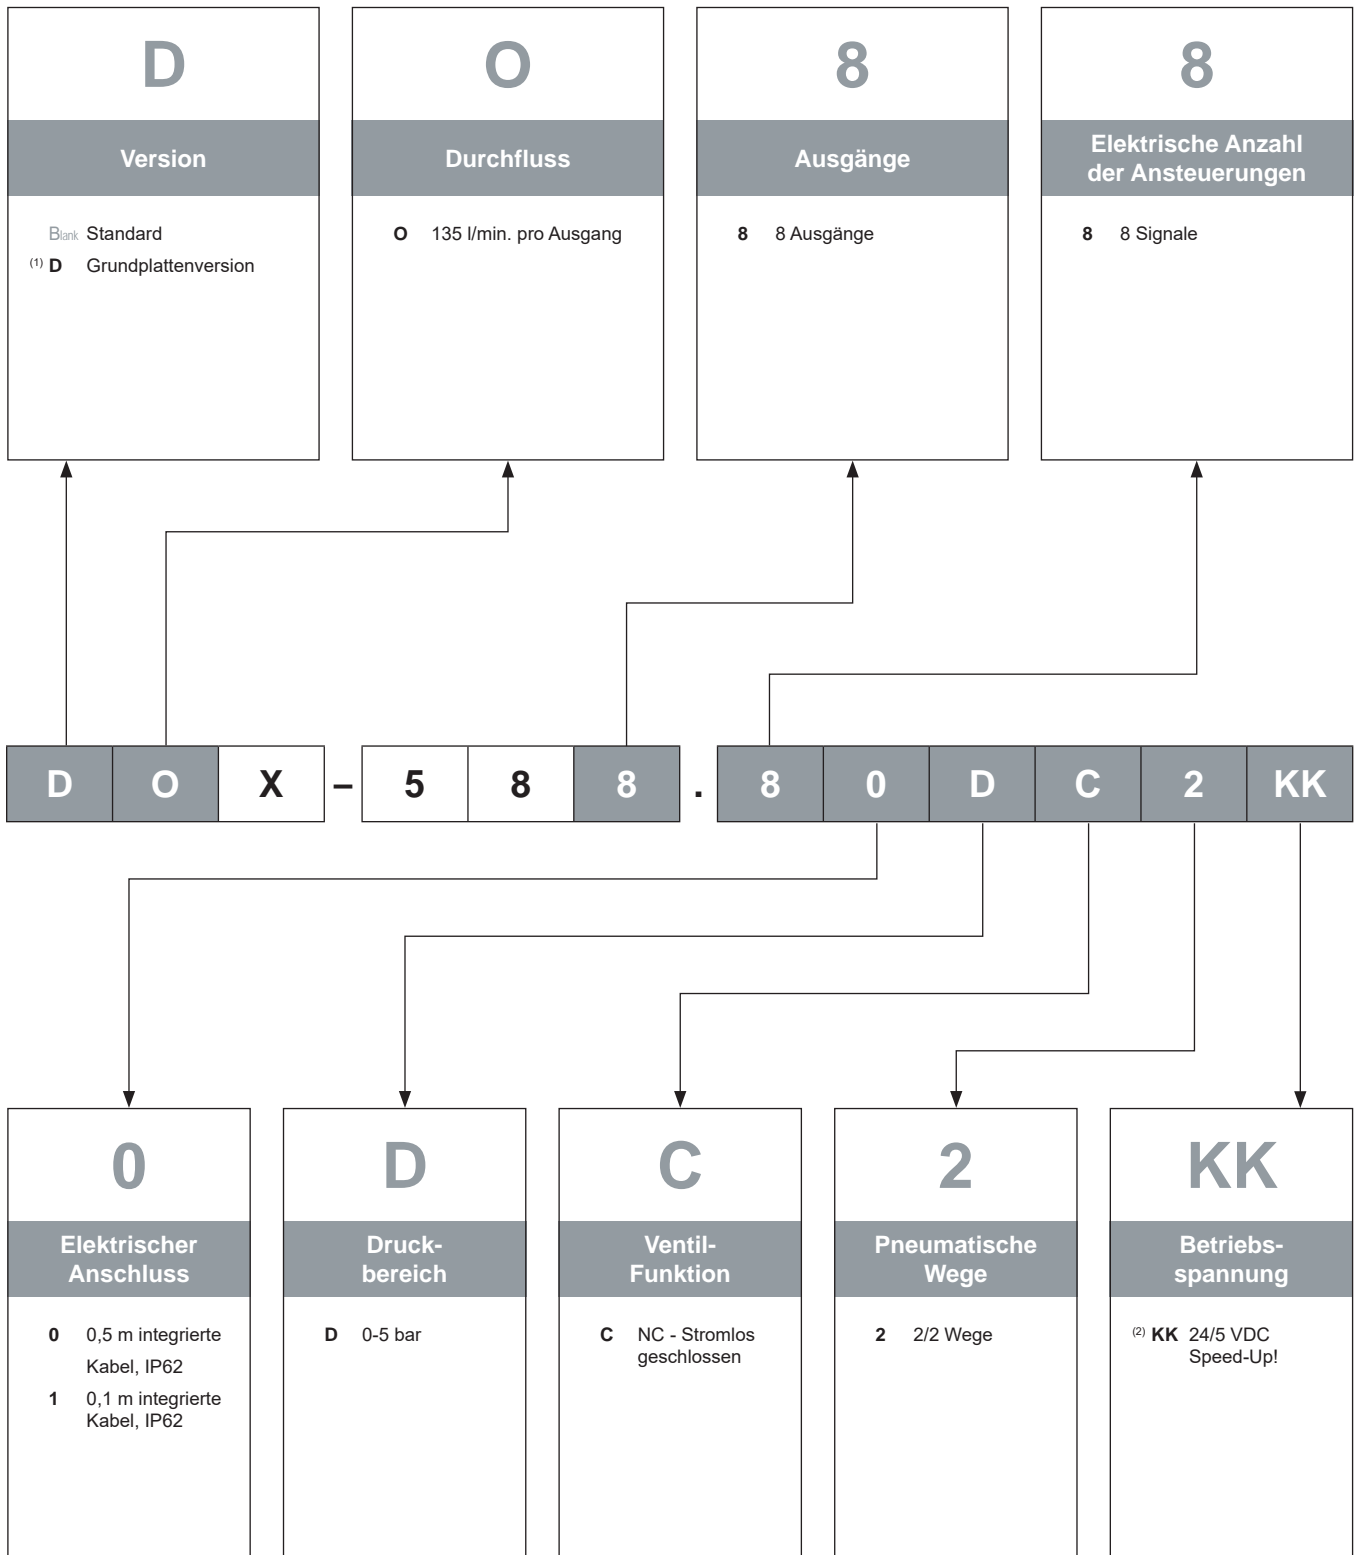 D
Version
Blank Standard
(1) D Grundplattenversion
O
Durchfluss
O 135 l/min. pro Ausgang
8
Ausgänge
8 8 Ausgänge
8
Elektrische Anzahl
der Ansteuerungen
8 8 Signale
D O X – 5 8 8 . 8 0 D C 2 KK
0
Elektrischer
Anschluss
0 0,5 m integrierte
Kabel, IP62
1 0,1 m integrierte
Kabel, IP62
D
Druck-
bereich
D 0-5 bar
C
Ventil-
Funktion
C NC - Stromlos
geschlossen
2
Pneumatische
Wege
2 2/2 Wege
KK
Betriebs-
spannung
(2) KK 24/5 VDC
Speed-Up!